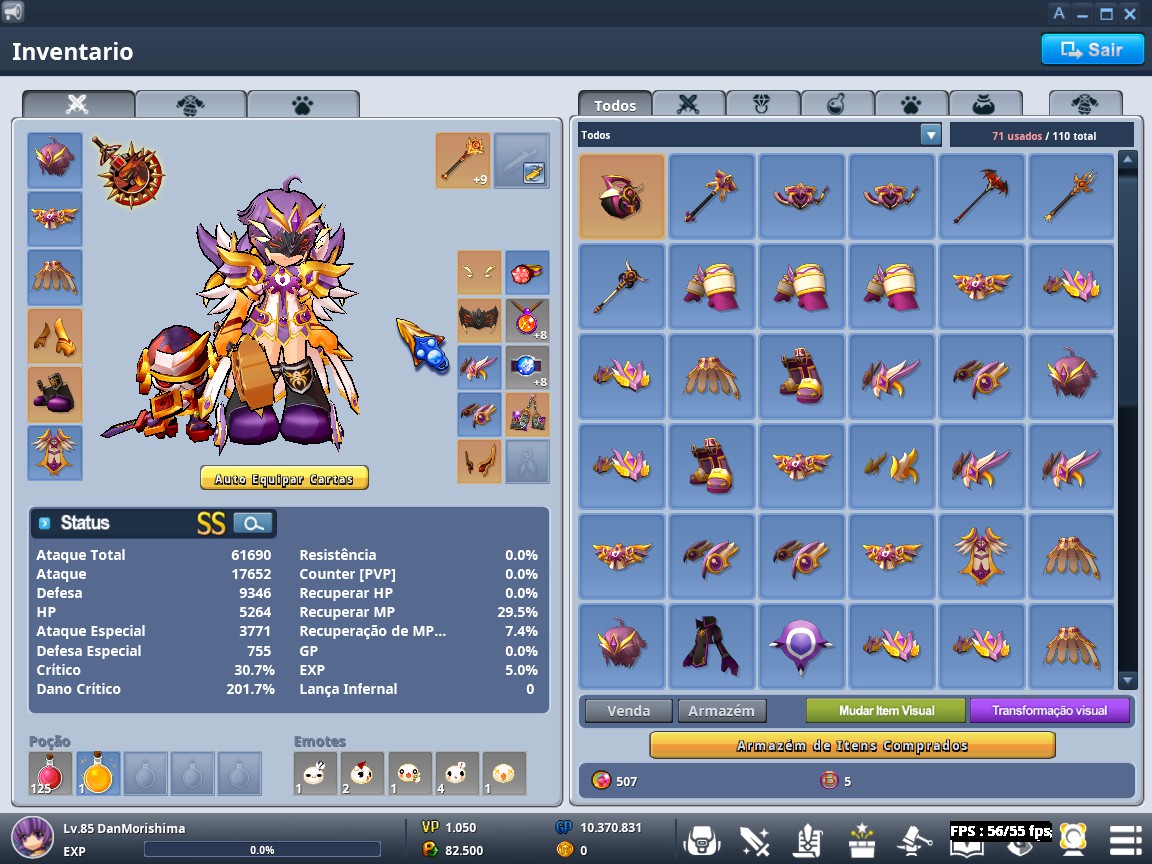 A
Inventario
Sair
Todos
Todos
71 usados / 110 total
+9
+8
+8
Auto Equipar Cartas
Status SS
Ataque Total 61690
Ataque 17652
Defesa 9346
HP 5264
Ataque Especial 3771
Defesa Especial 755
Crítico 30.7%
Dano Crítico 201.7%
Resistência 0.0%
Counter [PVP] 0.0%
Recuperar HP 0.0%
Recuperar MP 29.5%
Recuperação de MP... 7.4%
GP 0.0%
EXP 5.0%
Lança Infernal 0
Venda
Armazém
Mudar Item Visual
Transformação visual
Armazém de Itens Comprados
Poção
125
1
Emotes
1
2
1
4
1
507
5
Lv.85 DanMorishima
EXP 0.0%
VP 1.050
82.500
GP 10.370.831
0
FPS : 56/55 fps